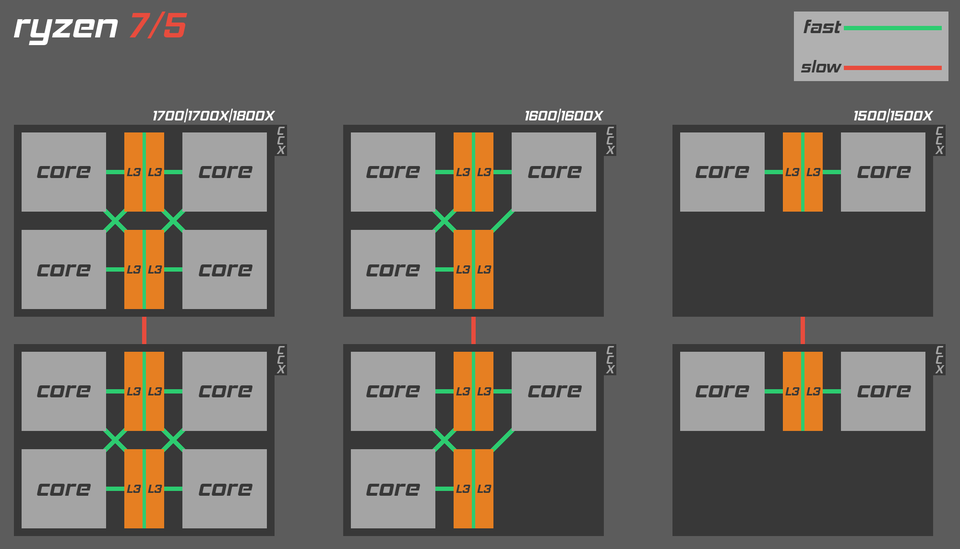 ryzen 7/5
fast
slow
1700|1700X|1800X
1600|1600X
1500|1500X
core L3 L3 core
CCX
core L3 L3 core
CCX
core L3 L3 core
CCX
core L3 L3 core
core L3 L3
core L3 L3 core
CCX
core L3 L3 core
CCX
core L3 L3 core
CCX
core L3 L3 core
core L3 L3